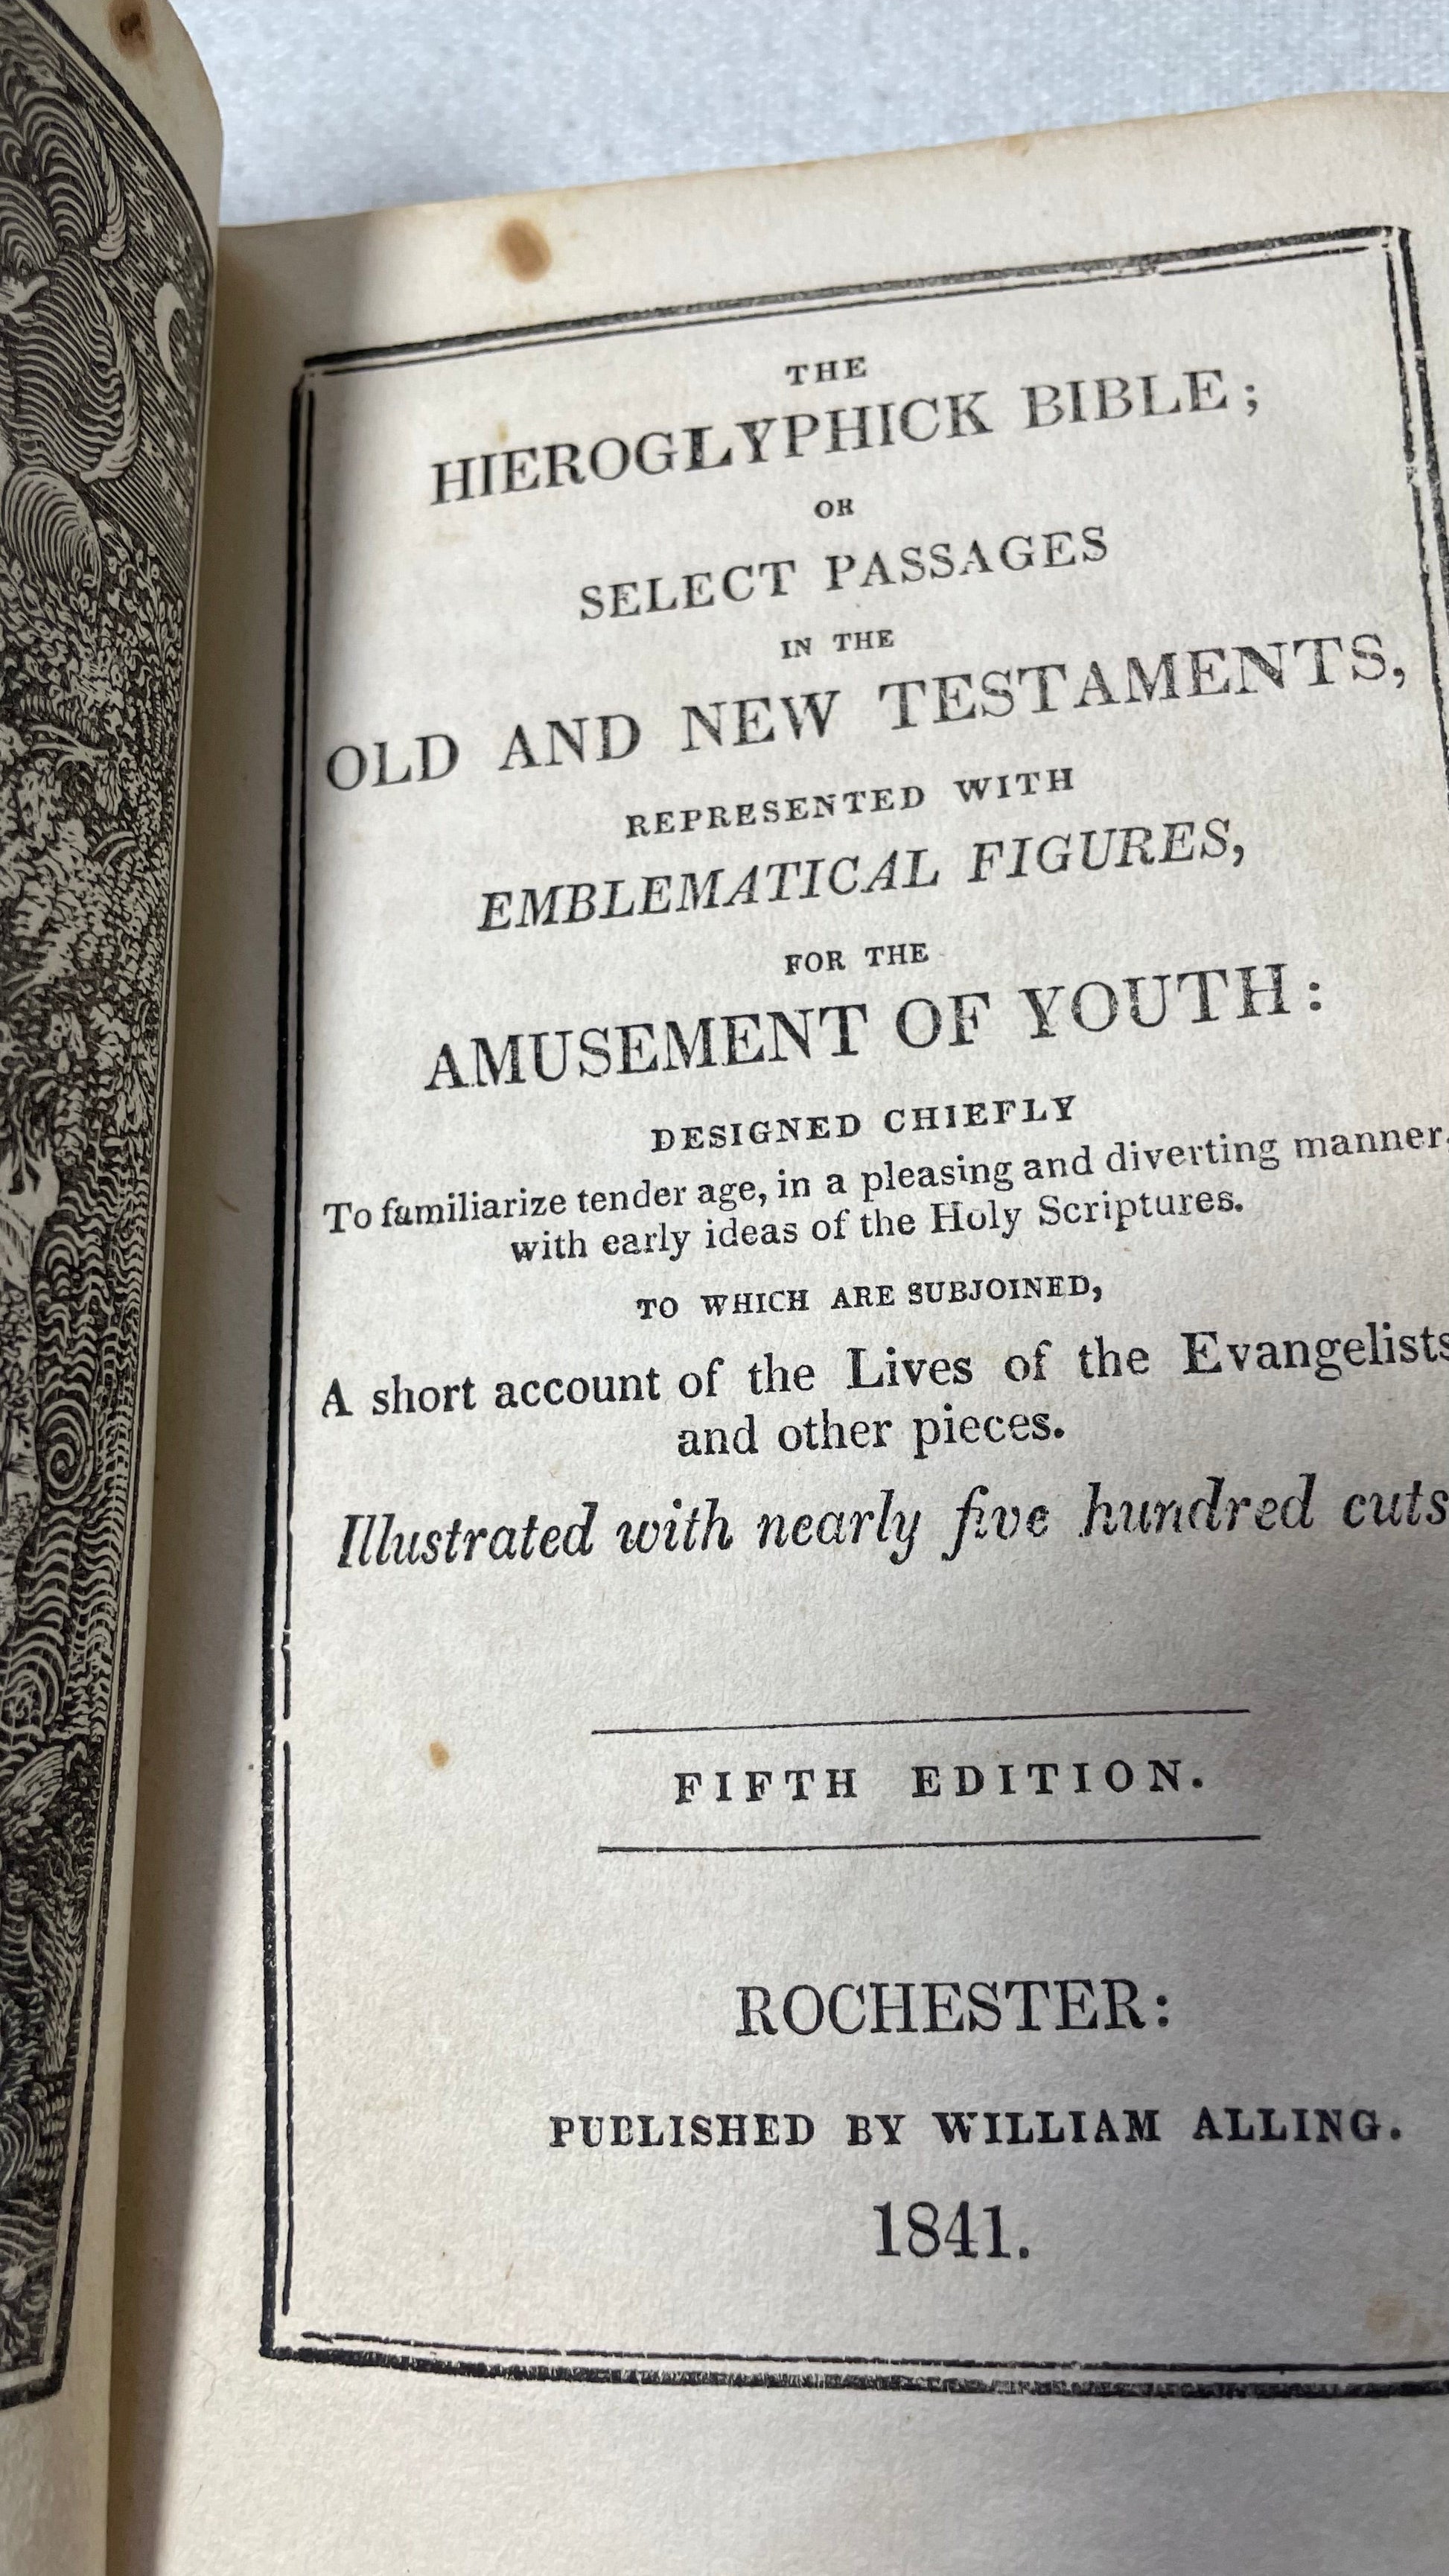 THE
HIEROGLYPHICK BIBLE;
OR
SELECT PASSAGES
IN THE
OLD AND NEW TESTAMENTS,
REPRESENTED WITH
EMBLEMATICAL FIGURES,
FOR THE
AMUSEMENT OF YOUTH:
DESIGNED CHIEFLY
To familiarize tender age, in a pleasing and diverting manner,
with early ideas of the Holy Scriptures.
TO WHICH ARE SUBJOINED,
A short account of the Lives of the Evangelists
and other pieces.
Illustrated with nearly five hundred cuts
FIFTH EDITION.
ROCHESTER:
PUBLISHED BY WILLIAM ALLING.
1841.